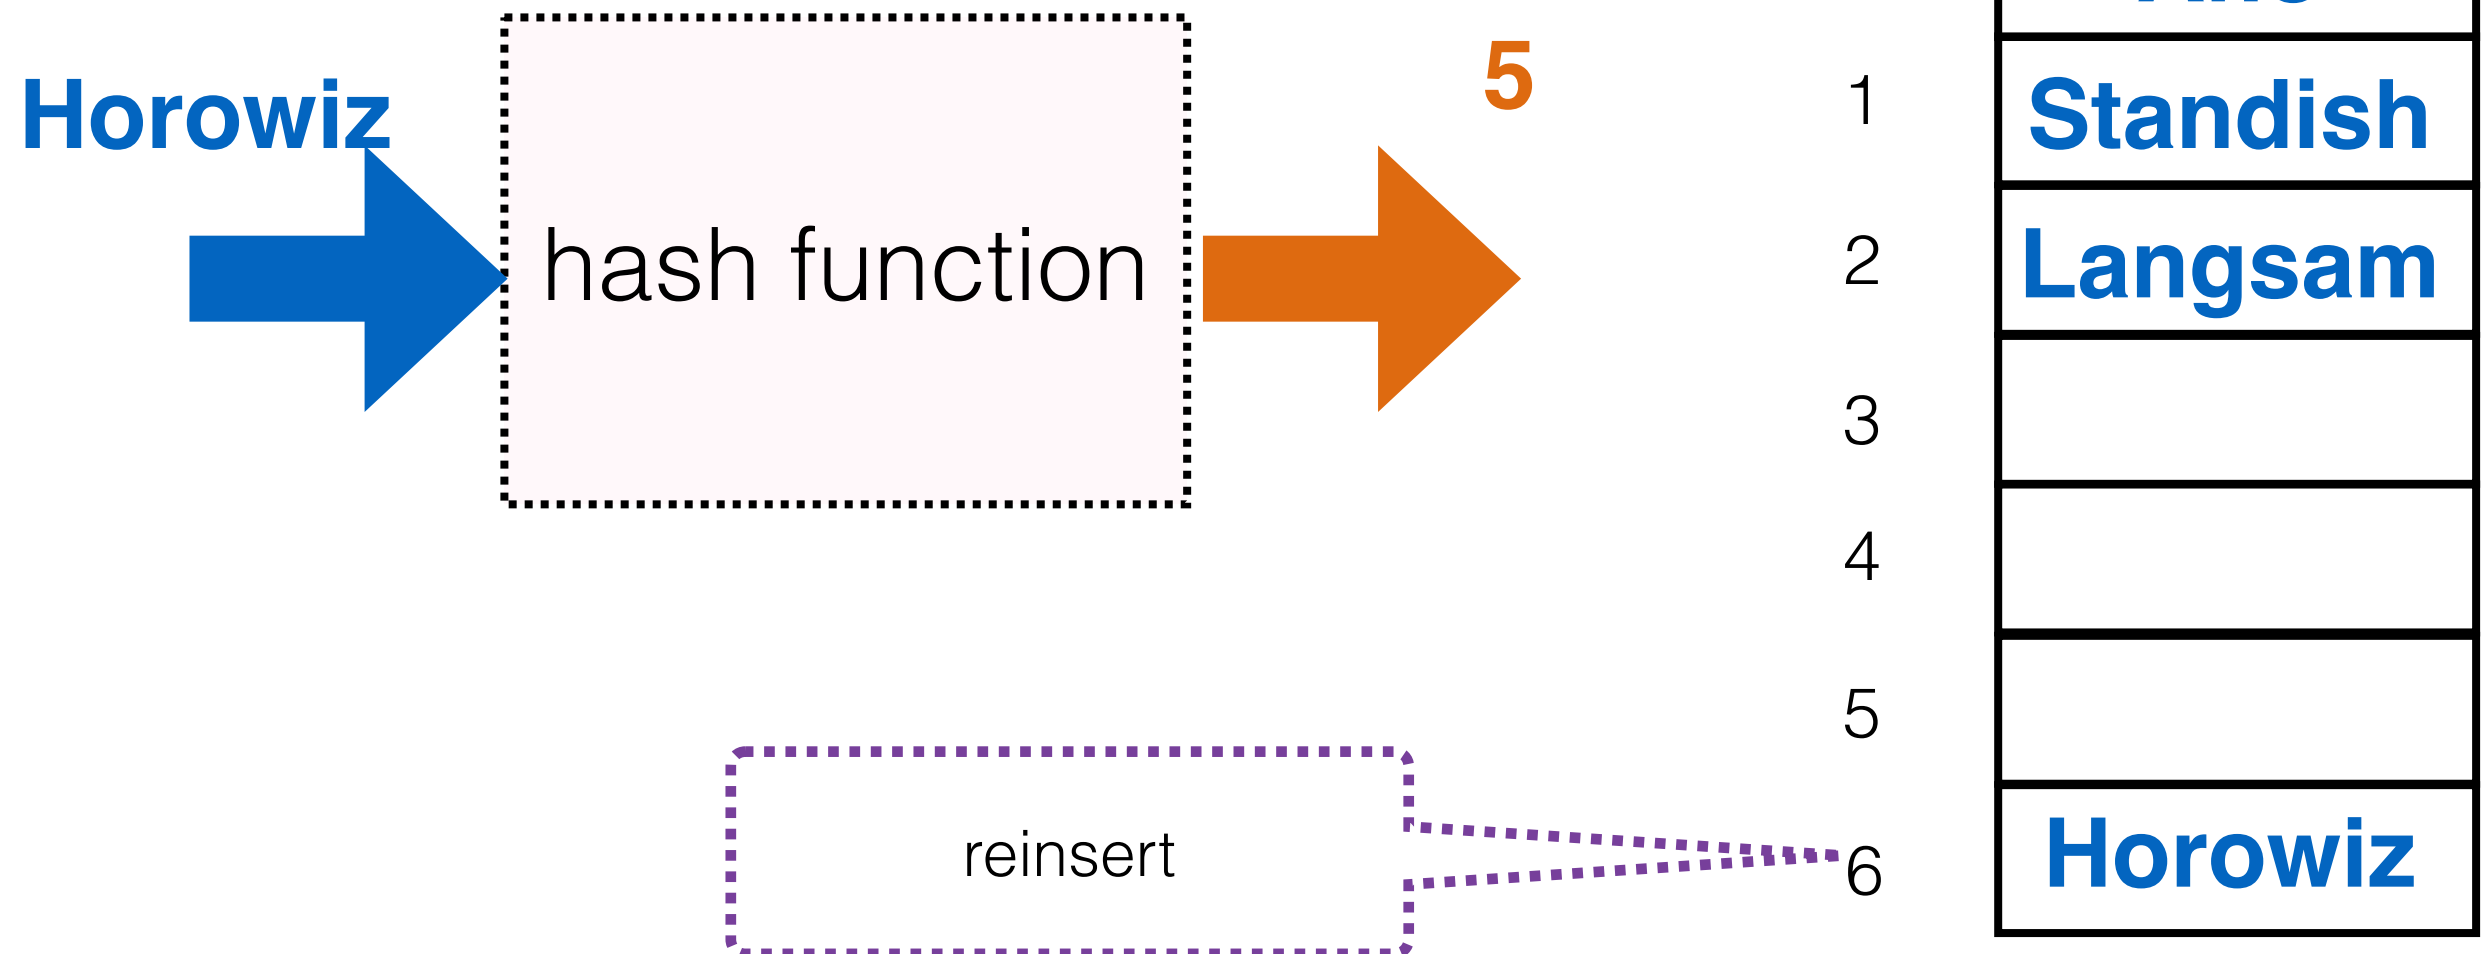 Horowiz
hash function
5
1
Standish
2
Langsam
3
4
5
reinsert
6
Horowiz